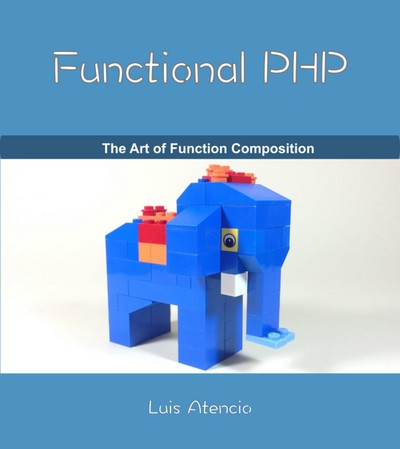 Functional PHP
The Art of Function Composition
Luis Atencio